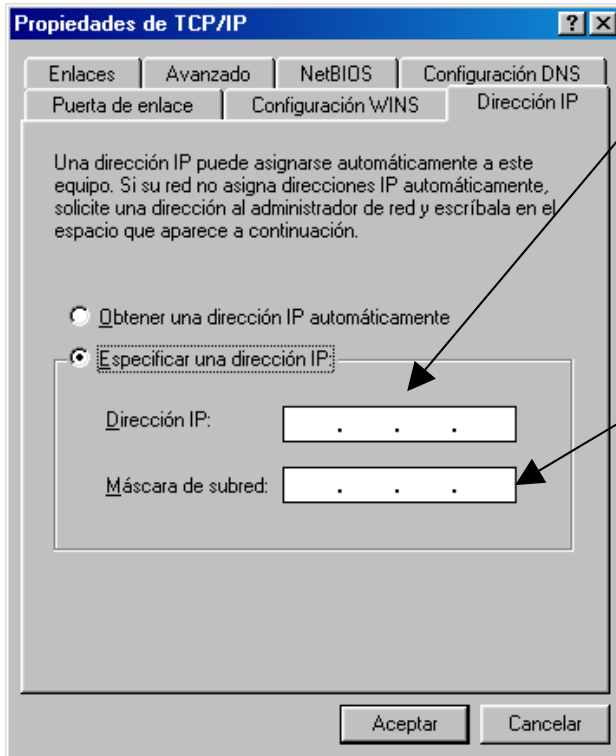 Propiedades de TCP/IP
Enlaces Avanzado NetBIOS Configuración DNS
Puerta de enlace Configuración WINS Dirección IP
Una dirección IP puede asignarse automáticamente a este
equipo. Si su red no asigna direcciones IP automáticamente,
solicite una dirección al administrador de red y escríbala en el
espacio que aparece a continuación.
Obtener una dirección IP automáticamente
Especificar una dirección IP:
Dirección IP: . . .
Máscara de subred: . . .
Aceptar Cancelar